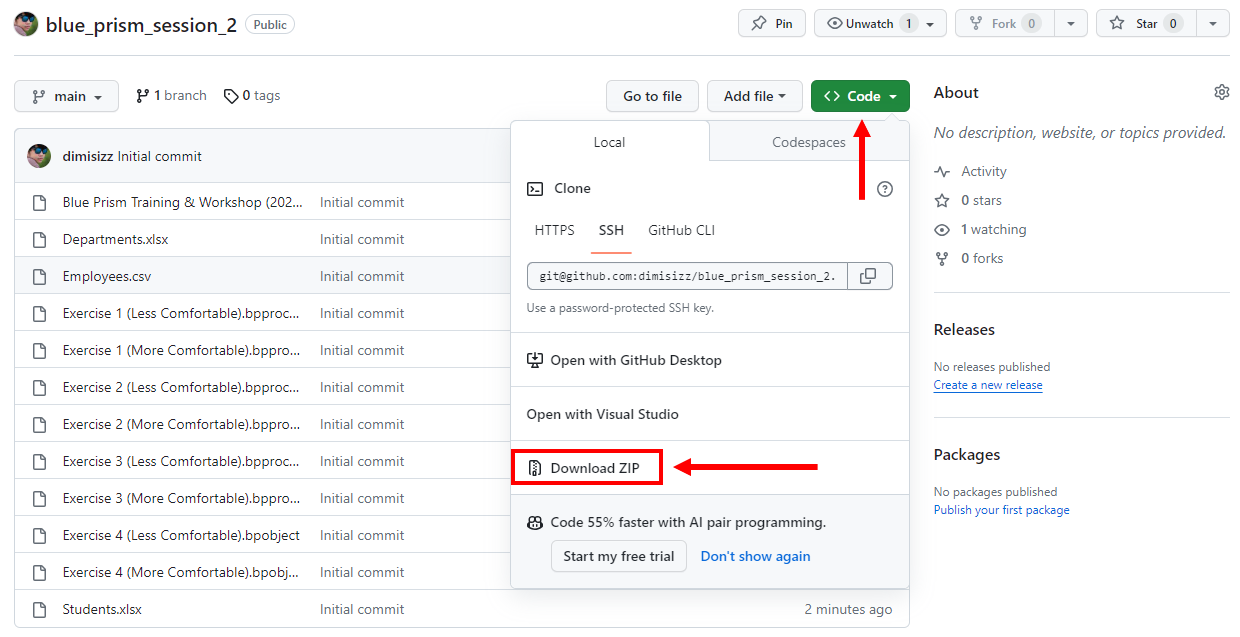 blue_prism_session_2 Public Pin Unwatch 1 Fork 0 Star 0
main 1 branch 0 tags Go to file Add file <> Code
dimisizz Initial commit
Blue Prism Training & Workshop (202... Initial commit
Departments.xlsx Initial commit
Employees.csv Initial commit
Exercise 1 (Less Comfortable).bpproc... Initial commit
Exercise 1 (More Comfortable).bppro... Initial commit
Exercise 2 (Less Comfortable).bpproc... Initial commit
Exercise 2 (More Comfortable).bppro... Initial commit
Exercise 3 (Less Comfortable).bpproc... Initial commit
Exercise 3 (More Comfortable).bppro... Initial commit
Exercise 4 (Less Comfortable).bpobject Initial commit
Exercise 4 (More Comfortable).bpobj... Initial commit
Students.xlsx Initial commit 2 minutes ago
Local Codespaces
Clone
HTTPS SSH GitHub CLI
git@github.com:dimisizz/blue_prism_session_2.
Use a password-protected SSH key.
Open with GitHub Desktop
Open with Visual Studio
Download ZIP
Code 55% faster with AI pair programming.
Start my free trial Don't show again
About
No description, website, or topics provided.
Activity
0 stars
1 watching
0 forks
Releases
No releases published
Create a new release
Packages
No packages published
Publish your first package